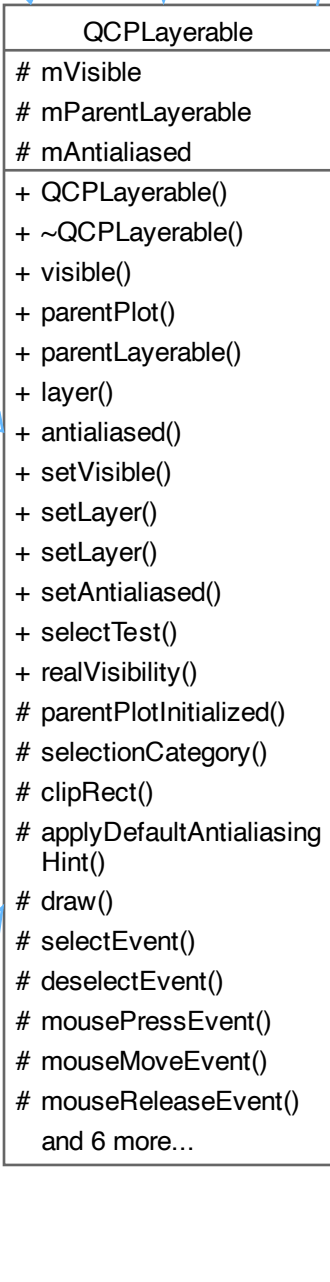 QCPLayerable
# mVisible
# mParentLayerable
# mAntialiased
+ QCPLayerable()
+ ~QCPLayerable()
+ visible()
+ parentPlot()
+ parentLayerable()
+ layer()
+ antialiased()
+ setVisible()
+ setLayer()
+ setLayer()
+ setAntialiased()
+ selectTest()
+ realVisibility()
# parentPlotInitialized()
# selectionCategory()
# clipRect()
# applyDefaultAntialiasing
Hint()
# draw()
# selectEvent()
# deselectEvent()
# mousePressEvent()
# mouseMoveEvent()
# mouseReleaseEvent()
and 6 more...